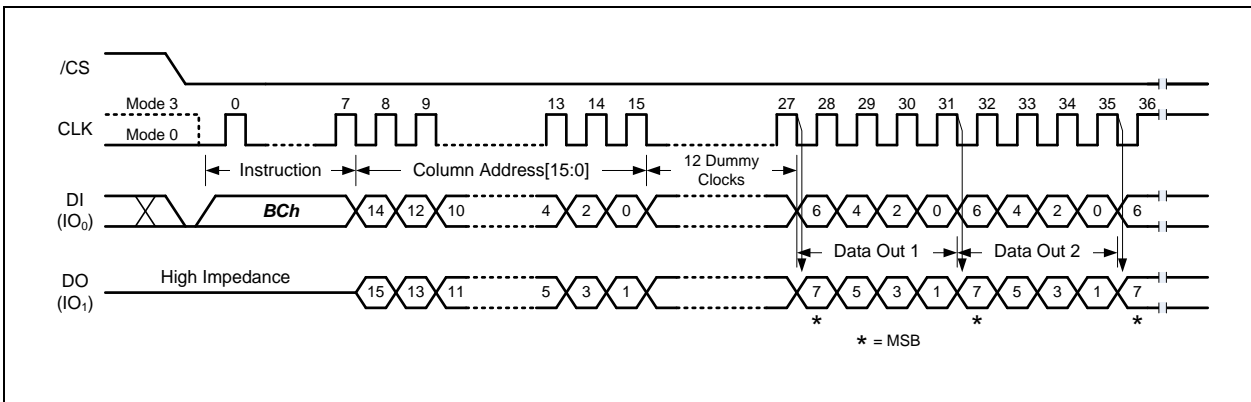 /CS
Mode 3 0 7 8 9 13 14 15 27 28 29 30 31 32 33 34 35 36
CLK Mode 0
Instruction Column Address[15:0] 12 Dummy
Clocks
DI
(IO0) BCh 14 12 10 4 2 0 6 4 2 0 6 4 2 0 6
Data Out 1 Data Out 2
High Impedance
DO
(IO1) 15 13 11 5 3 1 7 5 3 1 7 5 3 1 7
* * *
* = MSB